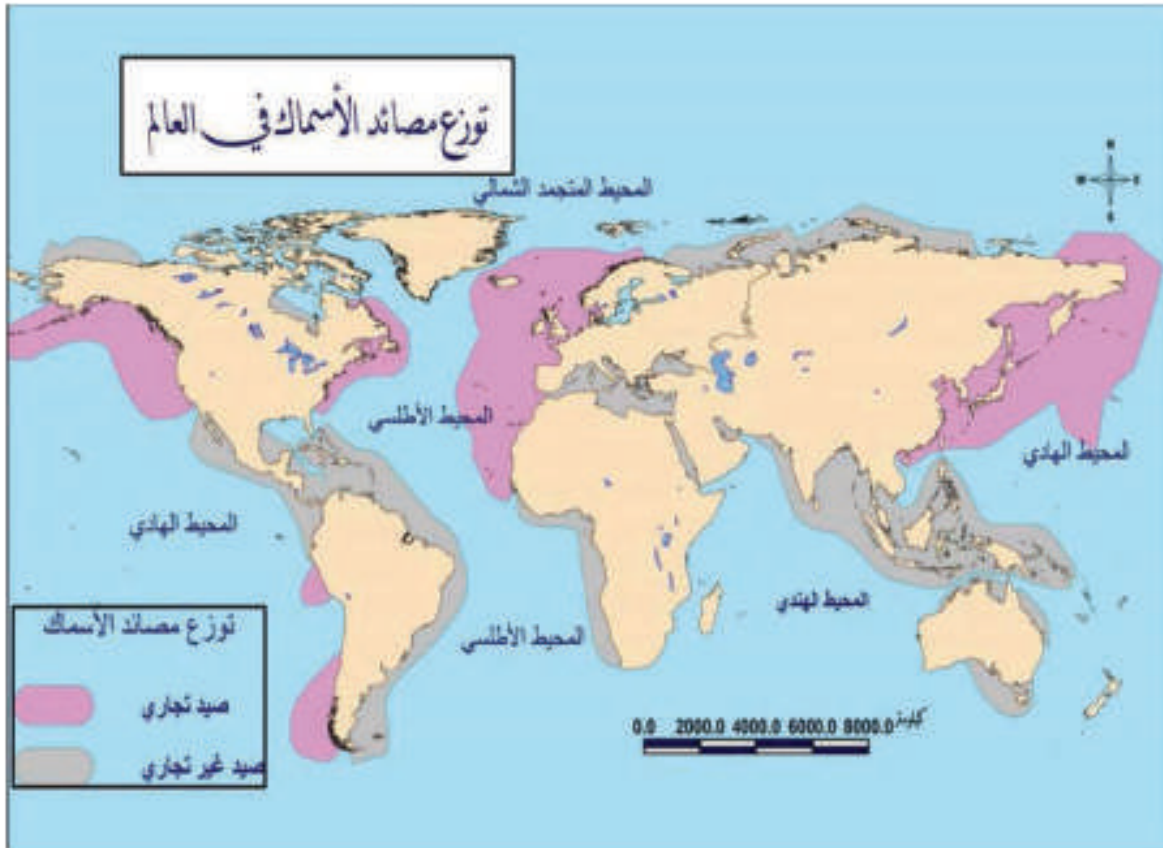 توزع مصائد الأسماك في العالم
المحيط المتجمد الشمالي
N
W E
S
المحيط الأطلسي
المحيط الهادي
المحيط الهادي
المحيط الهندي
المحيط الأطلسي
توزع مصائد الأسماك
صيد تجاري
صيد غير تجاري
0.0 2000.0 4000.0 6000.0 8000.0